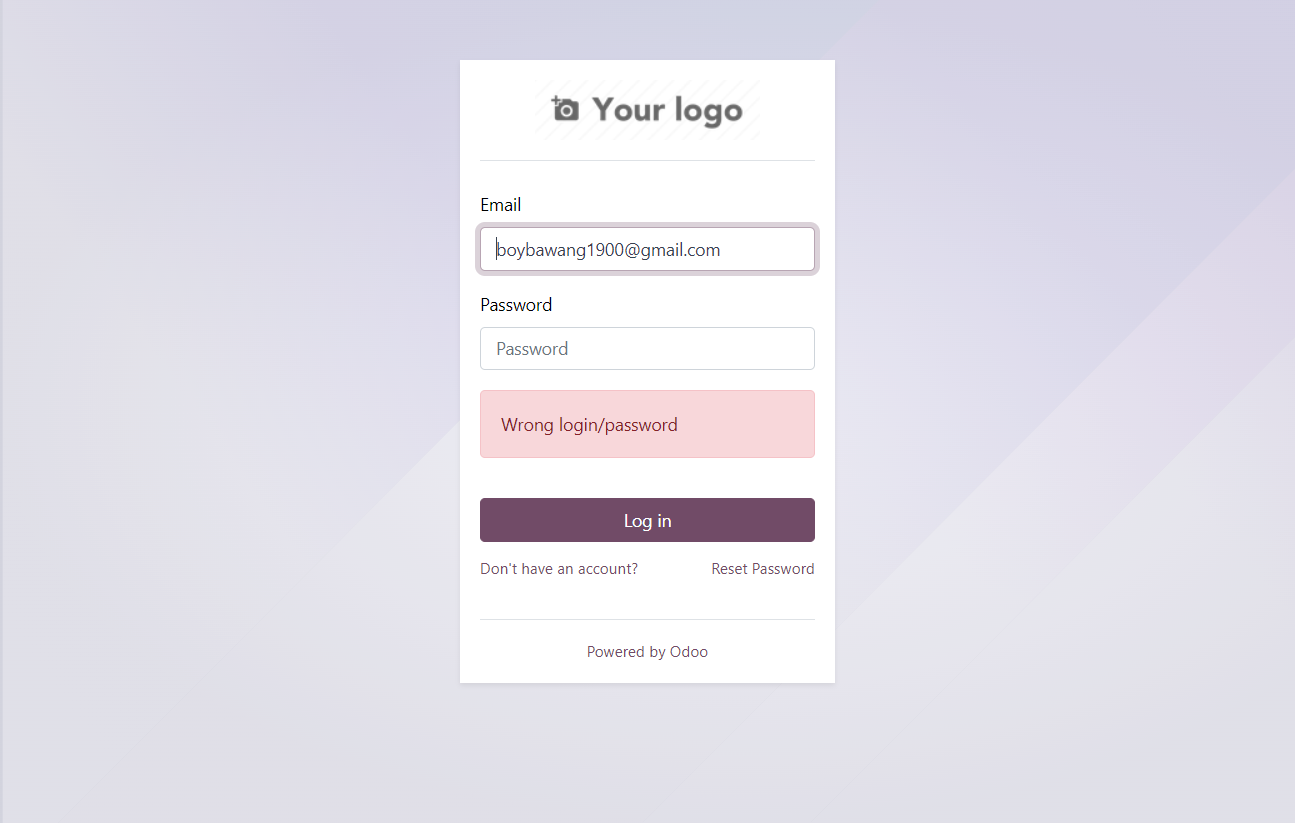 Your logo
Email
boybawang1900@gmail.com
Password
Password
Wrong login/password
Log in
Don't have an account? Reset Password
Powered by Odoo